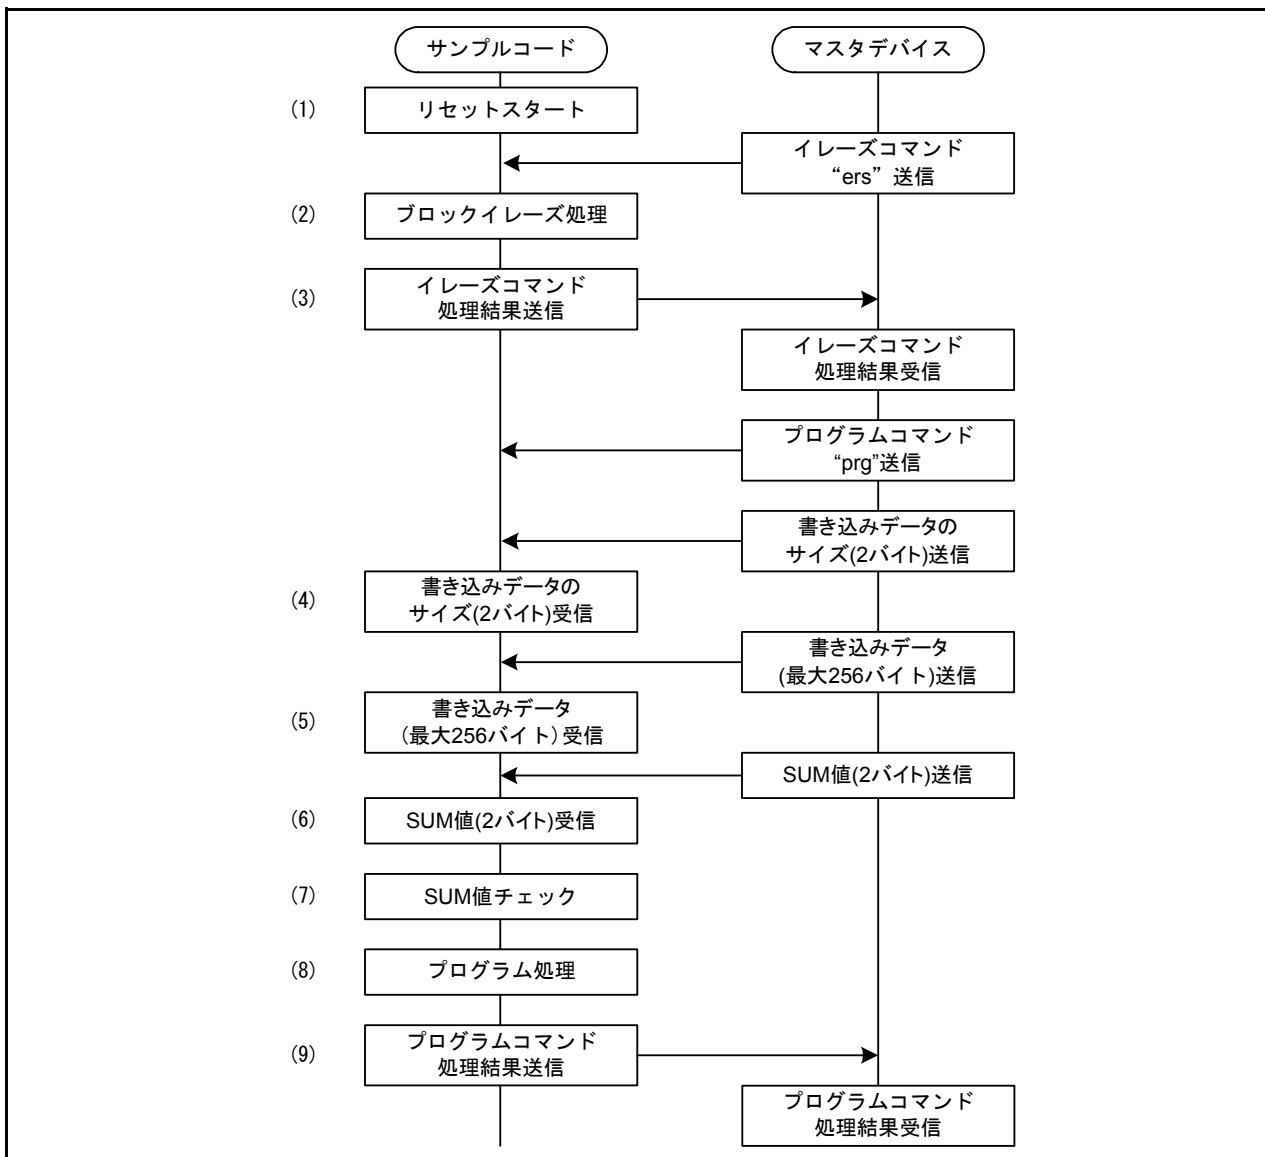 サンプルコード
マスタデバイス
(1)
リセットスタート
イレーズコマンド
“ers”送信
(2)
ブロックイレーズ処理
(3)
イレーズコマンド
処理結果送信
イレーズコマンド
処理結果受信
プログラムコマンド
“prg”送信
書き込みデータの
サイズ(2バイト)送信
(4)
書き込みデータの
サイズ(2バイト)受信
書き込みデータ
(最大256バイト)送信
(5)
書き込みデータ
(最大256バイト)受信
SUM値(2バイト)送信
(6)
SUM値(2バイト)受信
(7)
SUM値チェック
(8)
プログラム処理
(9)
プログラムコマンド
処理結果送信
プログラムコマンド
処理結果受信